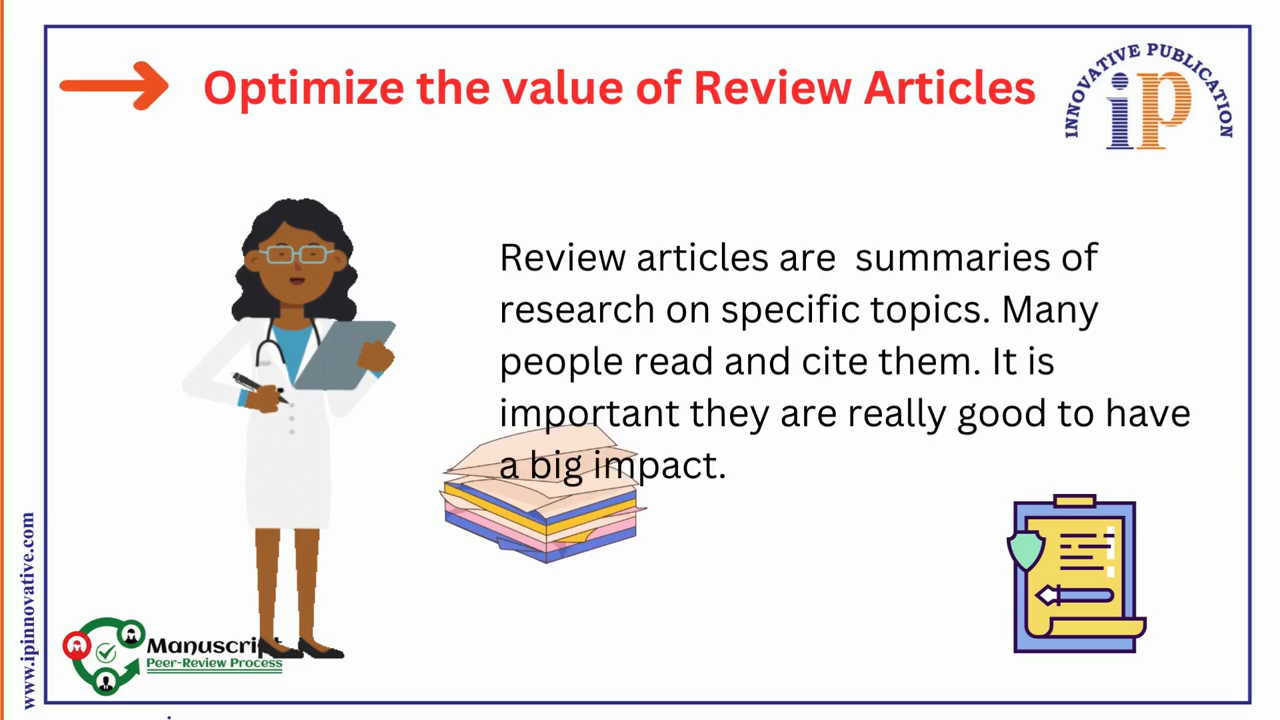 Optimize the value of Review Articles
INNOVATIVE PUBLICATION
ip
Review articles are  summaries of
research on specific topics. Many
people read and cite them. It is
important they are really good to have
a big impact.
www.ipinnovative.com
Manuscript
Peer-Review Process